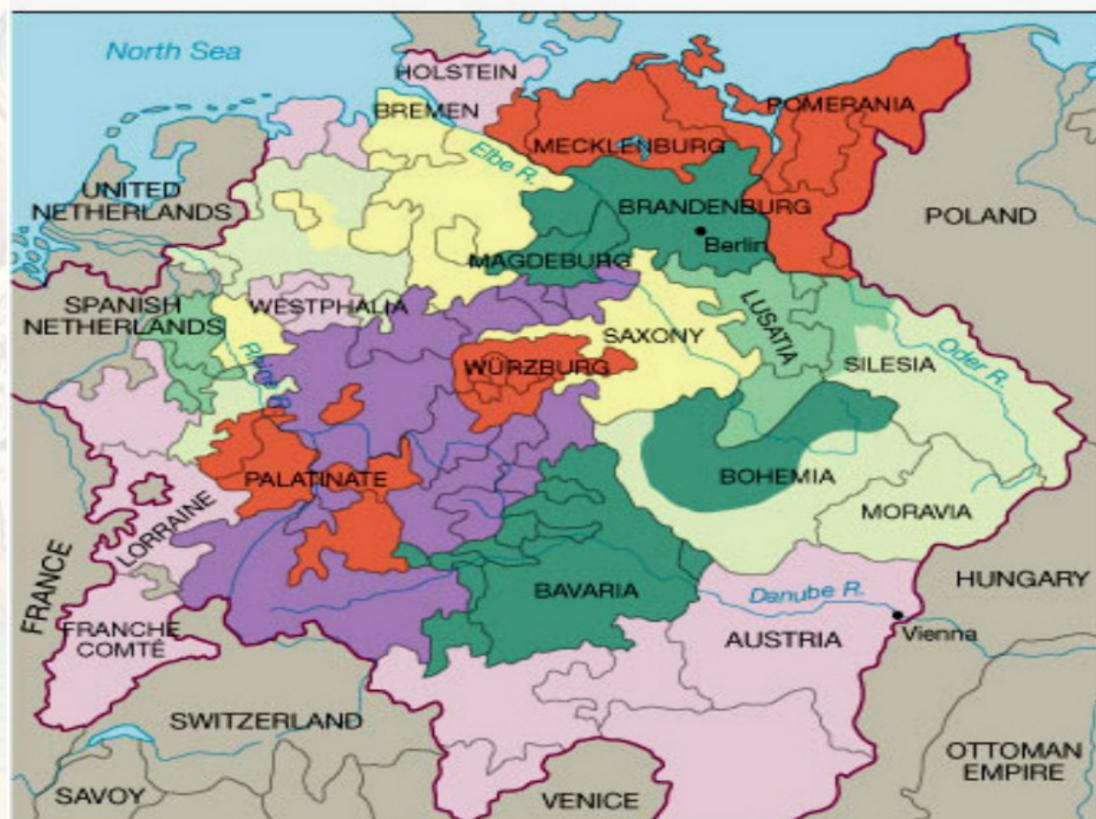 North Sea
HOLSTEIN
BREMEN
POMERANIA
MECKLENBURG
Elbe R.
UNITED
NETHERLANDS
BRANDENBURG
POLAND
Berlin
MAGDEBURG
SPANISH
NETHERLANDS
WESTPHALIA
LUSATIA
SAXONY
Rhine R.
WÜRZBURG
SILESIA
Oder R.
PALATINATE
BOHEMIA
LORRAINE
MORAVIA
FRANCE
BAVARIA
Danube R.
HUNGARY
FRANCHE
COMTÉ
AUSTRIA
Vienna
SWITZERLAND
OTTOMAN
EMPIRE
SAVOY
VENICE